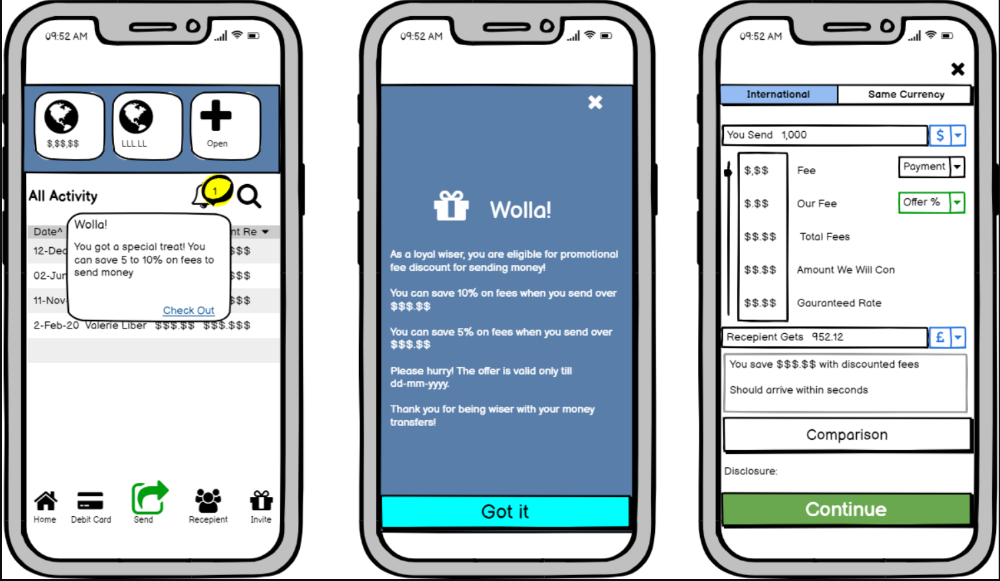 09:52 AM
$,$$,$$
LLL.LL
Open
All Activity
1
Wolla!
You got a special treat! You
can save 5 to 10% on fees to
send money
Check Out
Date^ nt Re
12-Dec $$$
02-Jun $$$
11-Nov- $$$
2-Feb-20 Valerie Liber $$$.$$ $$$.$$$
Home
Debit Card
Send
Recepient
Invite
09:52 AM
Wolla!
As a loyal wiser, you are eligible for promotional
fee discount for sending money!
You can save 10% on fees when you send over
$$$.$$
You can save 5% on fees when you send over
$$$.$$
Please hurry! The offer is valid only till
dd-mm-yyyy.
Thank you for being wiser with your money
transfers!
Got it
09:52 AM
International
Same Currency
You Send 1,000 $
$,$$ Fee Payment
$.$$ Our Fee Offer %
$$.$$ Total Fees
$$.$$ Amount We Will Con
$$.$$ Gauranteed Rate
Recepient Gets 952.12 £
You save $$$.$$ with discounted fees
Should arrive within seconds
Comparison
Disclosure:
Continue